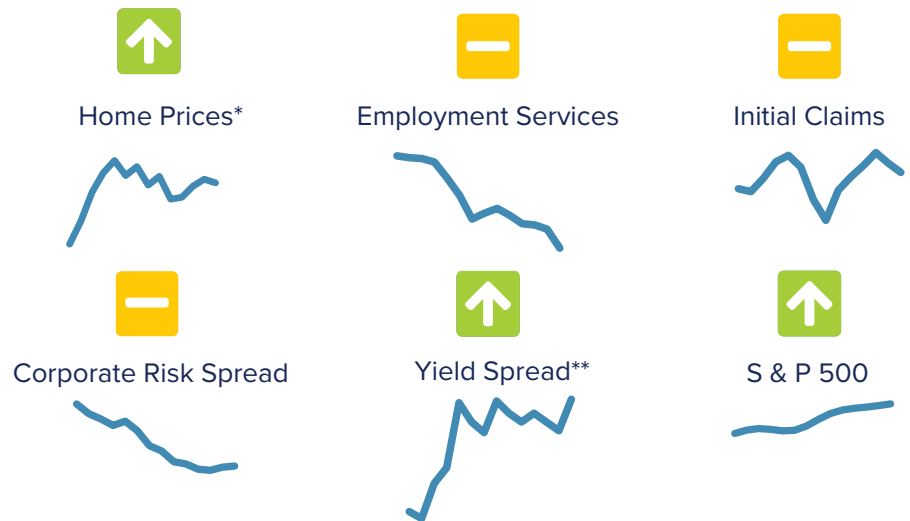 Home Prices*
Employment Services
Initial Claims
Corporate Risk Spread
Yield Spread**
S & P 500